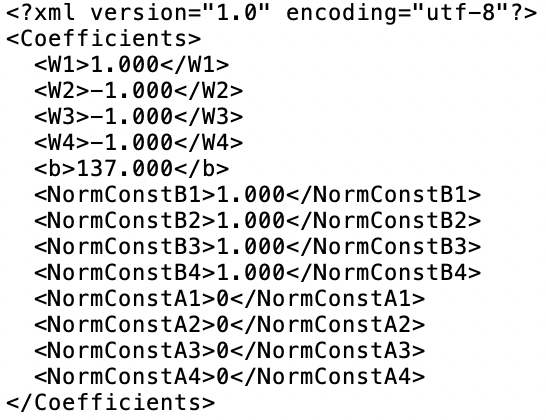 <?xml version="1.0" encoding="utf-8"?>
<Coefficients>
  <W1>1.000</W1>
  <W2>-1.000</W2>
  <W3>-1.000</W3>
  <W4>-1.000</W4>
  <b>137.000</b>
  <NormConstB1>1.000</NormConstB1>
  <NormConstB2>1.000</NormConstB2>
  <NormConstB3>1.000</NormConstB3>
  <NormConstB4>1.000</NormConstB4>
  <NormConstA1>0</NormConstA1>
  <NormConstA2>0</NormConstA2>
  <NormConstA3>0</NormConstA3>
  <NormConstA4>0</NormConstA4>
</Coefficients>